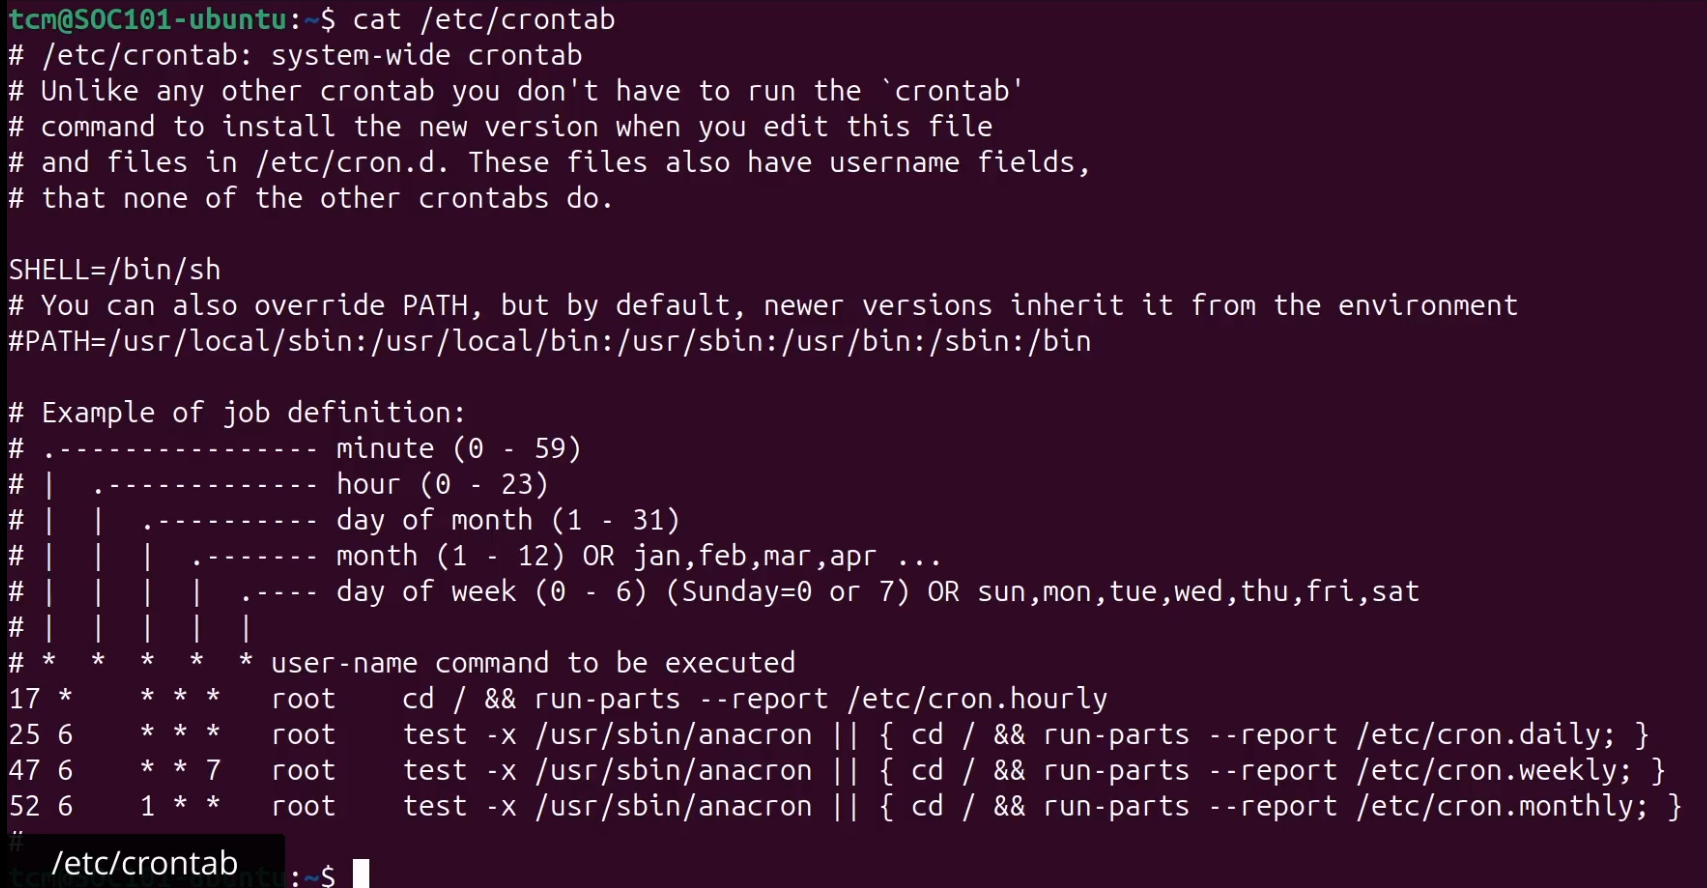 tcm@SOC101-ubuntu:~$ cat /etc/crontab
# /etc/crontab: system-wide crontab
# Unlike any other crontab you don't have to run the `crontab'
# command to install the new version when you edit this file
# and files in /etc/cron.d. These files also have username fields,
# that none of the other crontabs do.

SHELL=/bin/sh
# You can also override PATH, but by default, newer versions inherit it from the environment
#PATH=/usr/local/sbin:/usr/local/bin:/usr/sbin:/usr/bin:/sbin:/bin

# Example of job definition:
# .---------------- minute (0 - 59)
# |  .------------- hour (0 - 23)
# |  |  .---------- day of month (1 - 31)
# |  |  |  .------- month (1 - 12) OR jan,feb,mar,apr ...
# |  |  |  |  .---- day of week (0 - 6) (Sunday=0 or 7) OR sun,mon,tue,wed,thu,fri,sat
# |  |  |  |  |
# *  *  *  *  * user-name command to be executed
17 *    * * *   root    cd / && run-parts --report /etc/cron.hourly
25 6    * * *   root    test -x /usr/sbin/anacron || { cd / && run-parts --report /etc/cron.daily; }
47 6    * * 7   root    test -x /usr/sbin/anacron || { cd / && run-parts --report /etc/cron.weekly; }
52 6    1 * *   root    test -x /usr/sbin/anacron || { cd / && run-parts --report /etc/cron.monthly; }
#
/etc/crontab
tcm@SOC101-ubuntu:~$